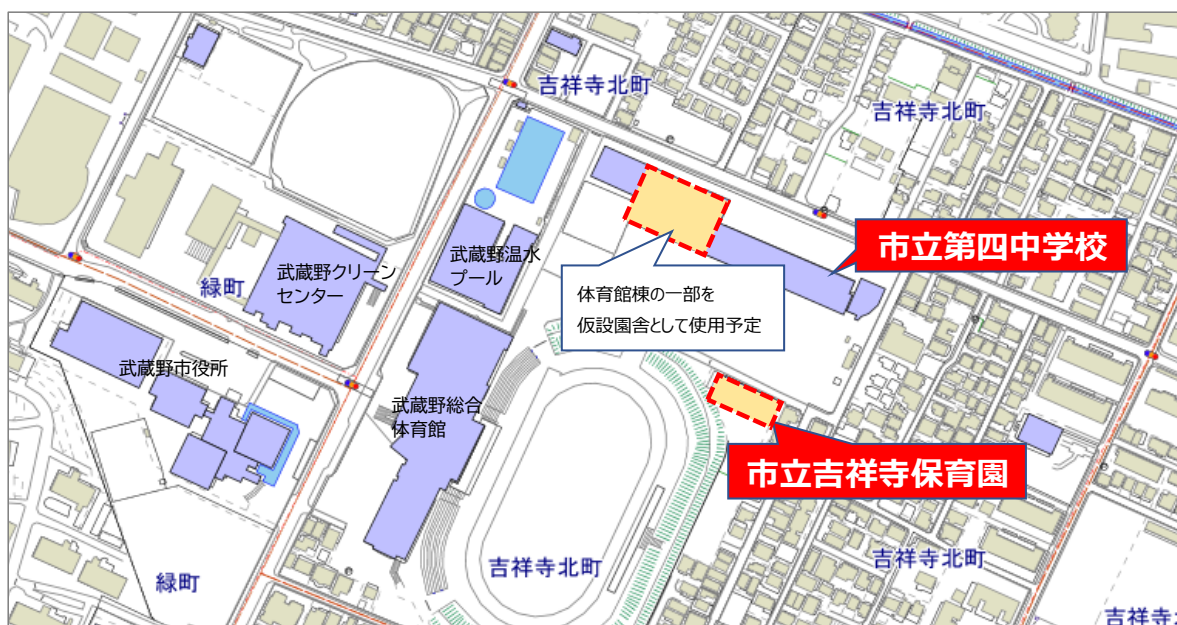 吉祥寺北町
吉祥寺北町
市立第四中学校
武蔵野温水
プール
武蔵野クリーン
センター
緑町
体育館棟の一部を
仮設園舎として使用予定
武蔵野市役所
武蔵野総合
体育館
市立吉祥寺保育園
吉祥寺北町
吉祥寺北町
緑町
吉祥寺北